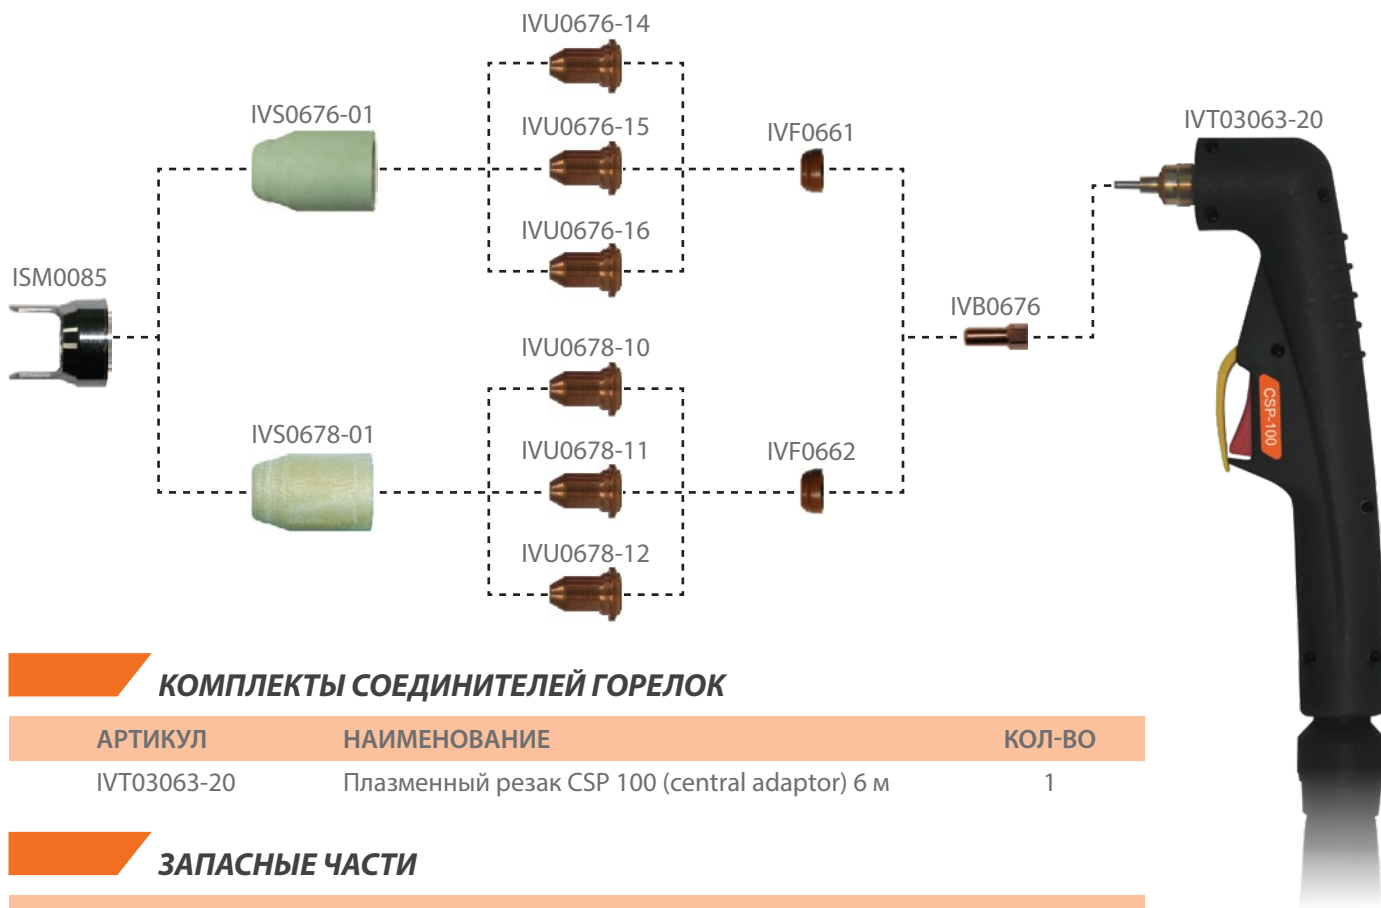 IVU0676-14
IVS0676-01
IVU0676-15
IVF0661
IVT03063-20
IVU0676-16
ISM0085
IVB0676
IVU0678-10
CSP-100
IVS0678-01
IVU0678-11
IVF0662
IVU0678-12
КОМПЛЕКТЫ СОЕДИНИТЕЛЕЙ ГОРЕЛОК
АРТИКУЛ НАИМЕНОВАНИЕ КОЛ-ВО
IVT03063-20 Плазменный резак CSP 100 (central adaptor) 6 м 1
ЗАПАСНЫЕ ЧАСТИ